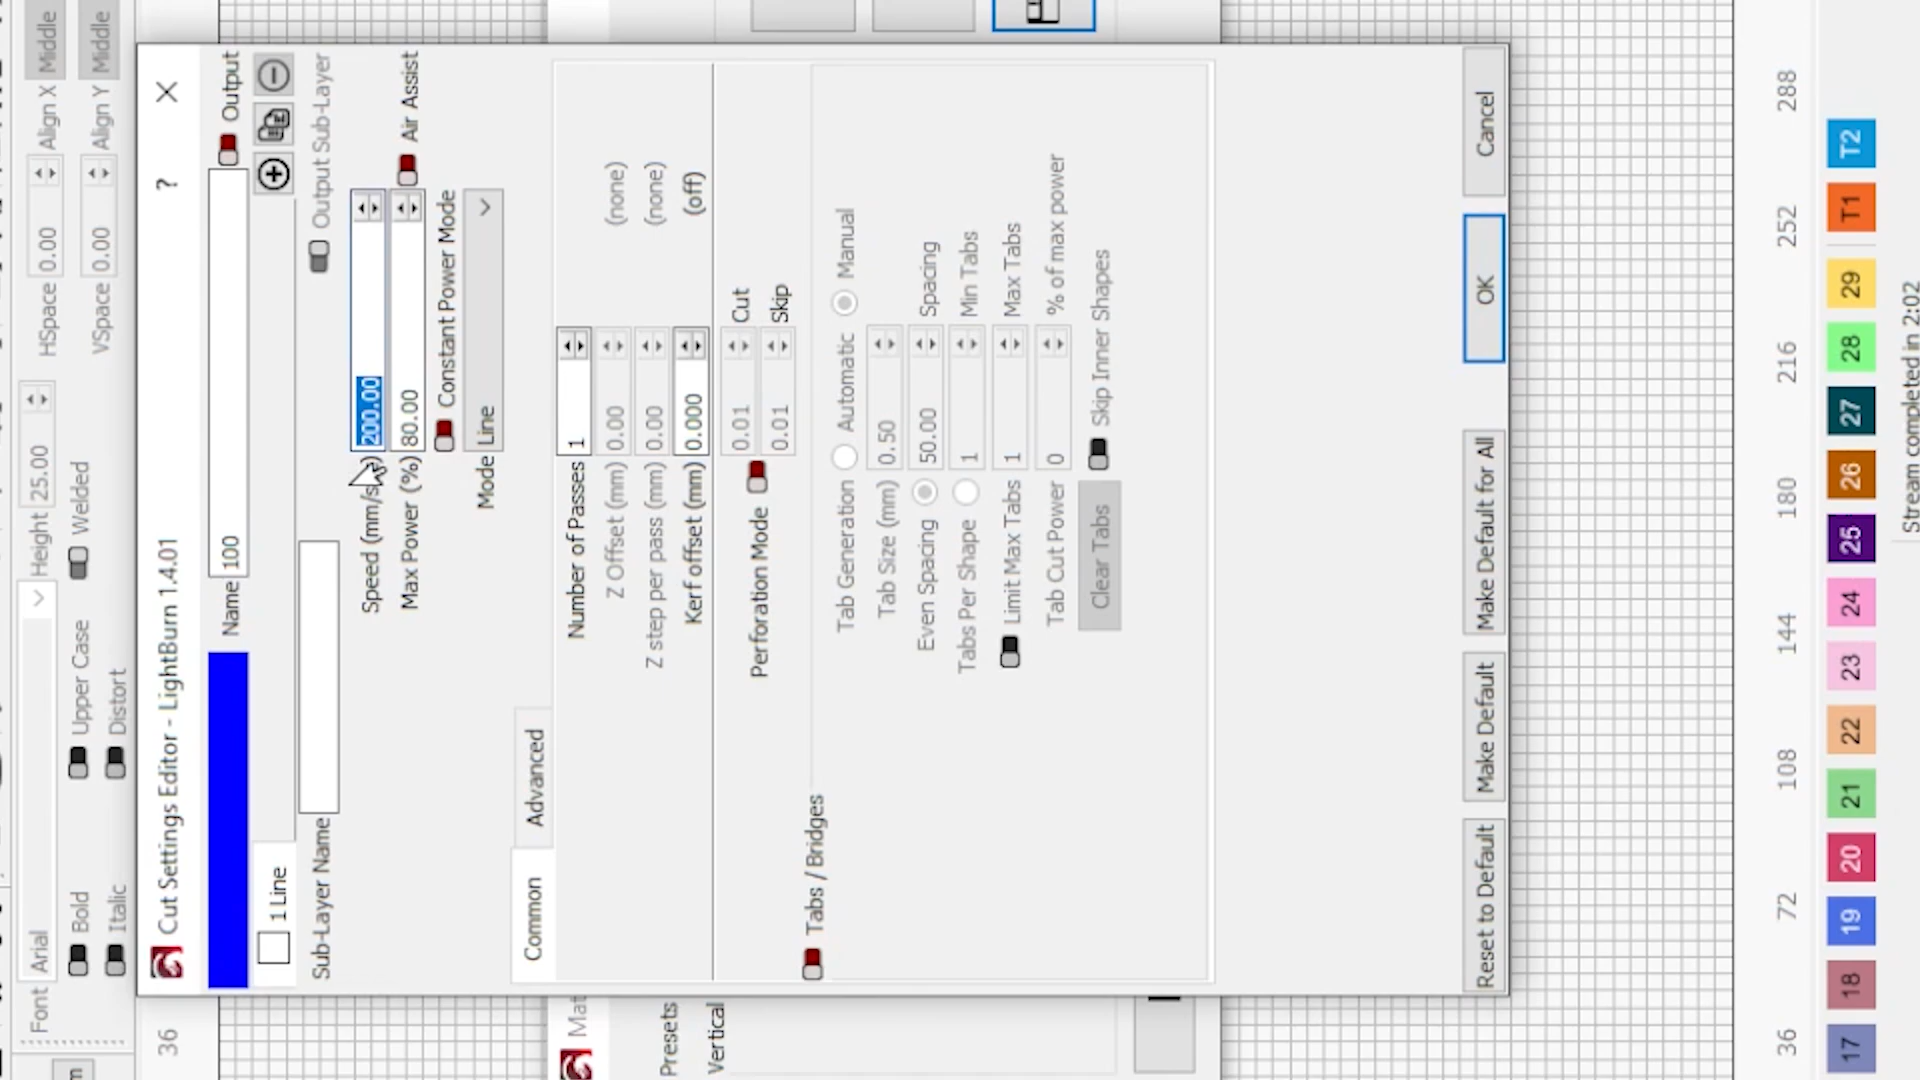 Font Arial
Height 25.00
HSpace 0.00
Align X Middle
Bold
Upper Case
Welded
VSpace 0.00
Align Y Middle
Italic
Distort
Cut Settings Editor - LightBurn 1.4.01
?
Name 100
Output
1 Line
Sub-Layer Name
Output Sub-Layer
Speed (mm/s) 200.00
Max Power (%) 80.00
Air Assist
Constant Power Mode
Mode Line
Common
Advanced
Number of Passes 1
Z Offset (mm) 0.00 (none)
Z step per pass (mm) 0.00 (none)
Kerf offset (mm) 0.000 (off)
Perforation Mode
0.01 Cut
0.01 Skip
Tabs / Bridges
Tab Generation Automatic Manual
Tab Size (mm) 0.50
Even Spacing 50.00 Spacing
Tabs Per Shape 1 Min Tabs
Limit Max Tabs 1 Max Tabs
Tab Cut Power 0 % of max power
Clear Tabs
Skip Inner Shapes
Reset to Default
Make Default
Make Default for All
OK
Cancel
36
Mat
Presets
Vertical
36 72 108 144 180 216 252 288
17 18 19 20 21 22 23 24 25 26 27 28 29 T1 T2
Stream completed in 2:02